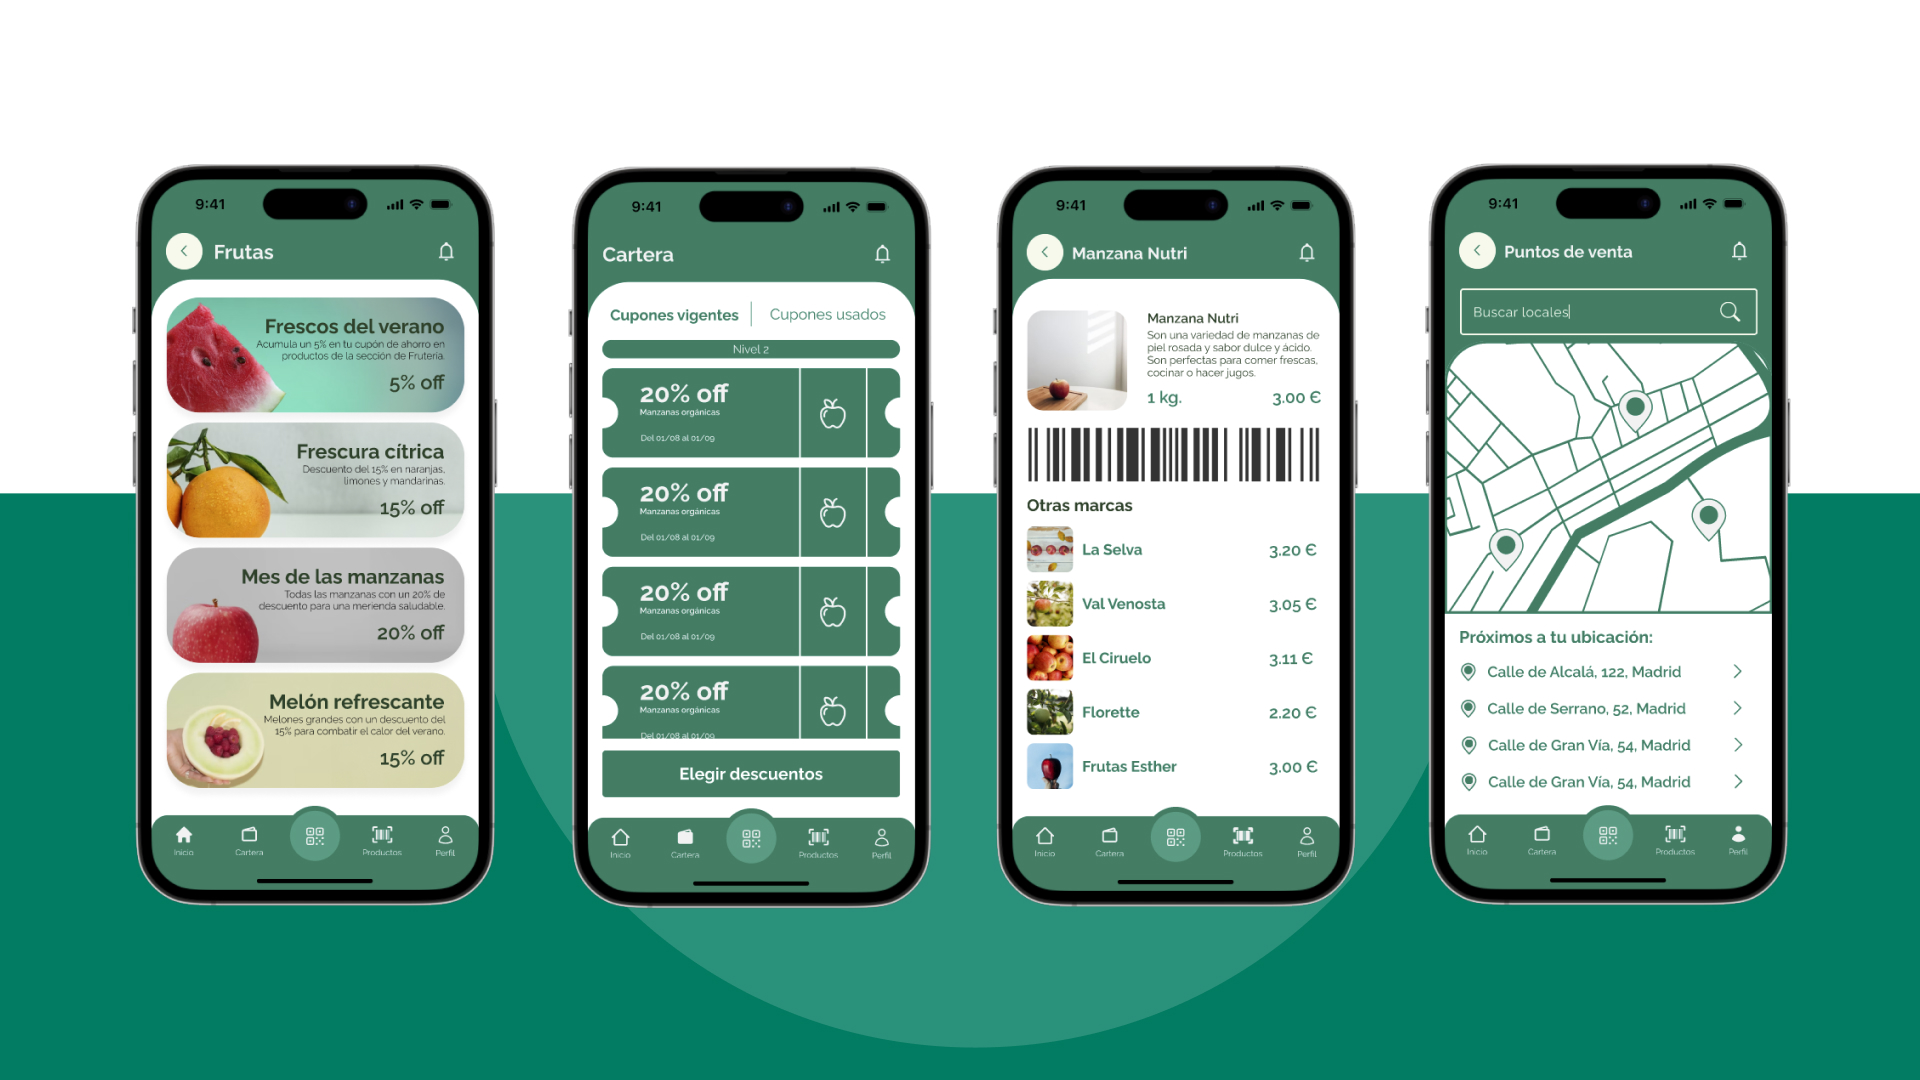 9:41
Frutas
Frescos del verano
Acumula un 5% en tu cupón de ahorro en
productos de la sección de Frutería.
5% off
Frescura cítrica
Descuento del 15% en naranjas,
limones y mandarinas.
15% off
Mes de las manzanas
Todas las manzanas con un 20% de
descuento para una merienda saludable.
20% off
Melón refrescante
Melones grandes con un descuento del
15% para combatir el calor del verano.
15% off
Inicio
Cartera
Productos
Perfil
9:41
Cartera
Cupones vigentes
Cupones usados
Nivel 2
20% off
Manzanas orgánicas
Del 01/08 al 01/09
20% off
Manzanas orgánicas
Del 01/08 al 01/09
20% off
Manzanas orgánicas
Del 01/08 al 01/09
20% off
Manzanas orgánicas
Del 01/08 al 01/09
Elegir descuentos
Inicio
Cartera
Productos
Perfil
9:41
Manzana Nutri
Manzana Nutri
Son una variedad de manzanas de
piel rosada y sabor dulce y ácido.
Son perfectas para comer frescas,
cocinar o hacer jugos.
1 kg. 3.00 €
Otras marcas
La Selva 3.20 €
Val Venosta 3.05 €
El Ciruelo 3.11 €
Florette 2.20 €
Frutas Esther 3.00 €
Inicio
Cartera
Productos
Perfil
9:41
Puntos de venta
Buscar locales
Próximos a tu ubicación:
Calle de Alcalá, 122, Madrid
Calle de Serrano, 52, Madrid
Calle de Gran Vía, 54, Madrid
Calle de Gran Vía, 54, Madrid
Inicio
Cartera
Productos
Perfil